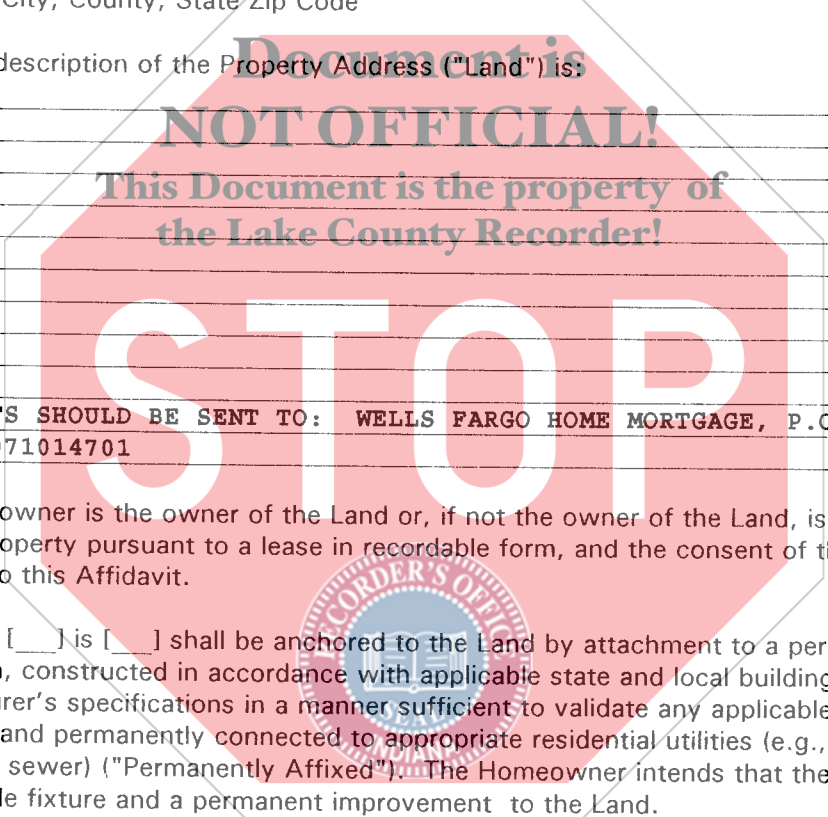 City, County, State Zip Code
description of the Property Address ("Land") is:
Document is
NOT OFFICIAL!
This Document is the property of
the Lake County Recorder!
STOP
'S SHOULD BE SENT TO: WELLS FARGO HOME MORTGAGE, P.O
071014701
owner is the owner of the Land or, if not the owner of the Land, is
operty pursuant to a lease in recordable form, and the consent of t
o this Affidavit.
RECORDER'S OFFICE
[___] is [___] shall be anchored to the Land by attachment to a per
, constructed in accordance with applicable state and local building
rer's specifications in a manner sufficient to validate any applicable
SEAL
and permanently connected to appropriate residential utilities (e.g.,
INDIANA
sewer) ("Permanently Affixed"). The Homeowner intends that the
le fixture and a permanent improvement to the Land.